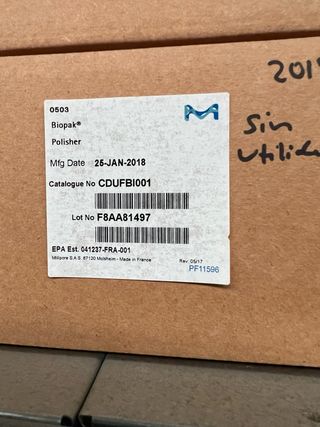 0503
Biopak®
Polisher
Mfg Date 25-JAN-2018
Catalogue No CDUFBI001
Lot No F8AA81497
EPA Est. 041237-FRA-001
Millipore S.A.S. 67120 Molsheim - Made in France
Rev. 05/17
PF11596
Sin